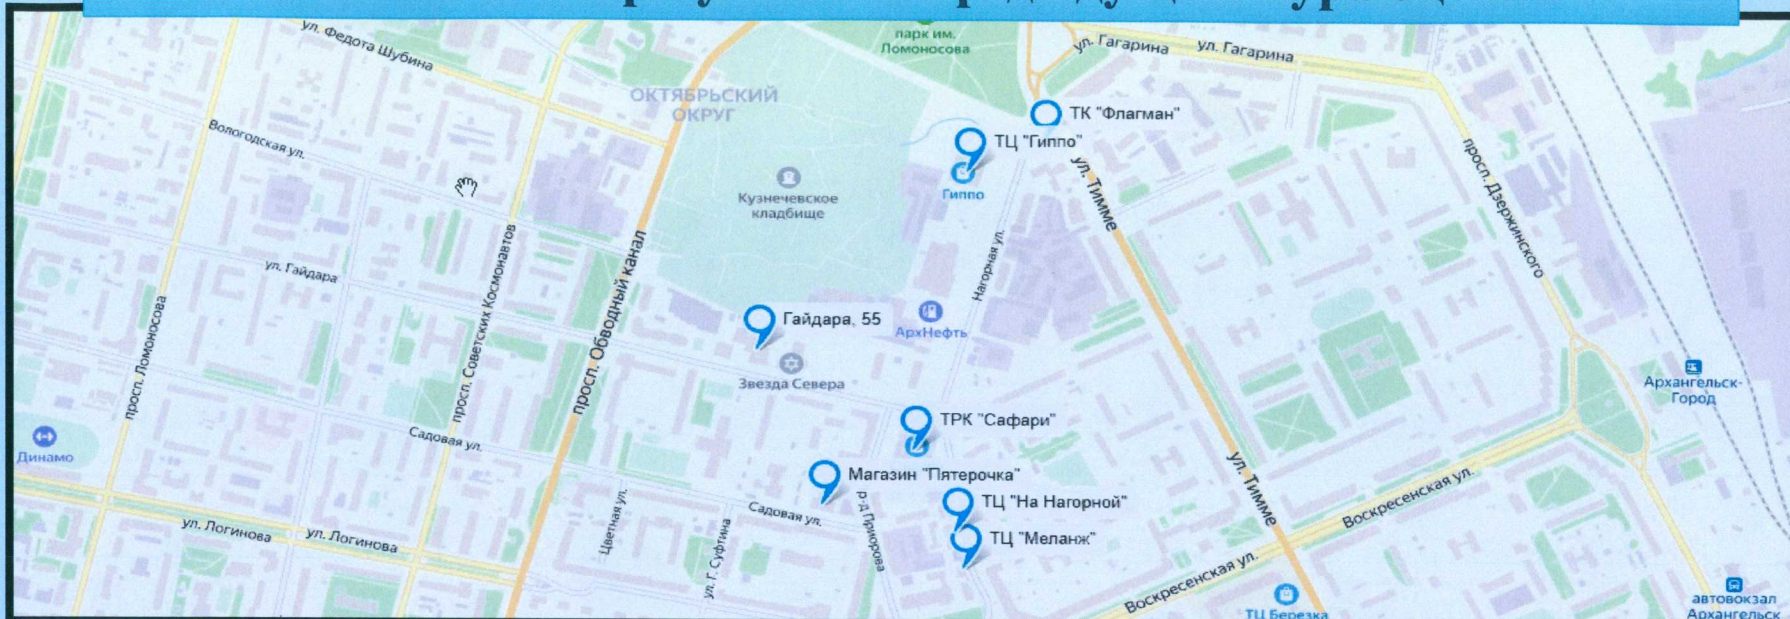 парк им.
Ломоносова
ул. Федота Шубина
ул. Гагарина
ул. Гагарина
ОКТЯБРЬСКИЙ
ОКРУГ
ТК "Флагман"
ТЦ "Гиппо"
Гиппо
Вологодская ул.
Кузнечевское
кладбище
ул. Тимме
просп. Дзержинского
ул. Гайдара
просп. Советских Космонавтов
просп. Обводный канал
Нагорная ул.
просп. Ломоносова
Гайдара, 55
АрхНефть
Звезда Севера
Архангельск-
Город
ТРК "Сафари"
Динамо
Садовая ул.
Магазин "Пятерочка"
ТЦ "На Нагорной"
ТЦ "Меланж"
ул. Тимме
Воскресенская ул.
Садовая ул.
р-д Приорова
Цветная ул.
ул. Г. Суфтина
ул. Логинова
ул. Логинова
Воскресенская ул.
ТЦ Березка
автовокзал
Архангельск